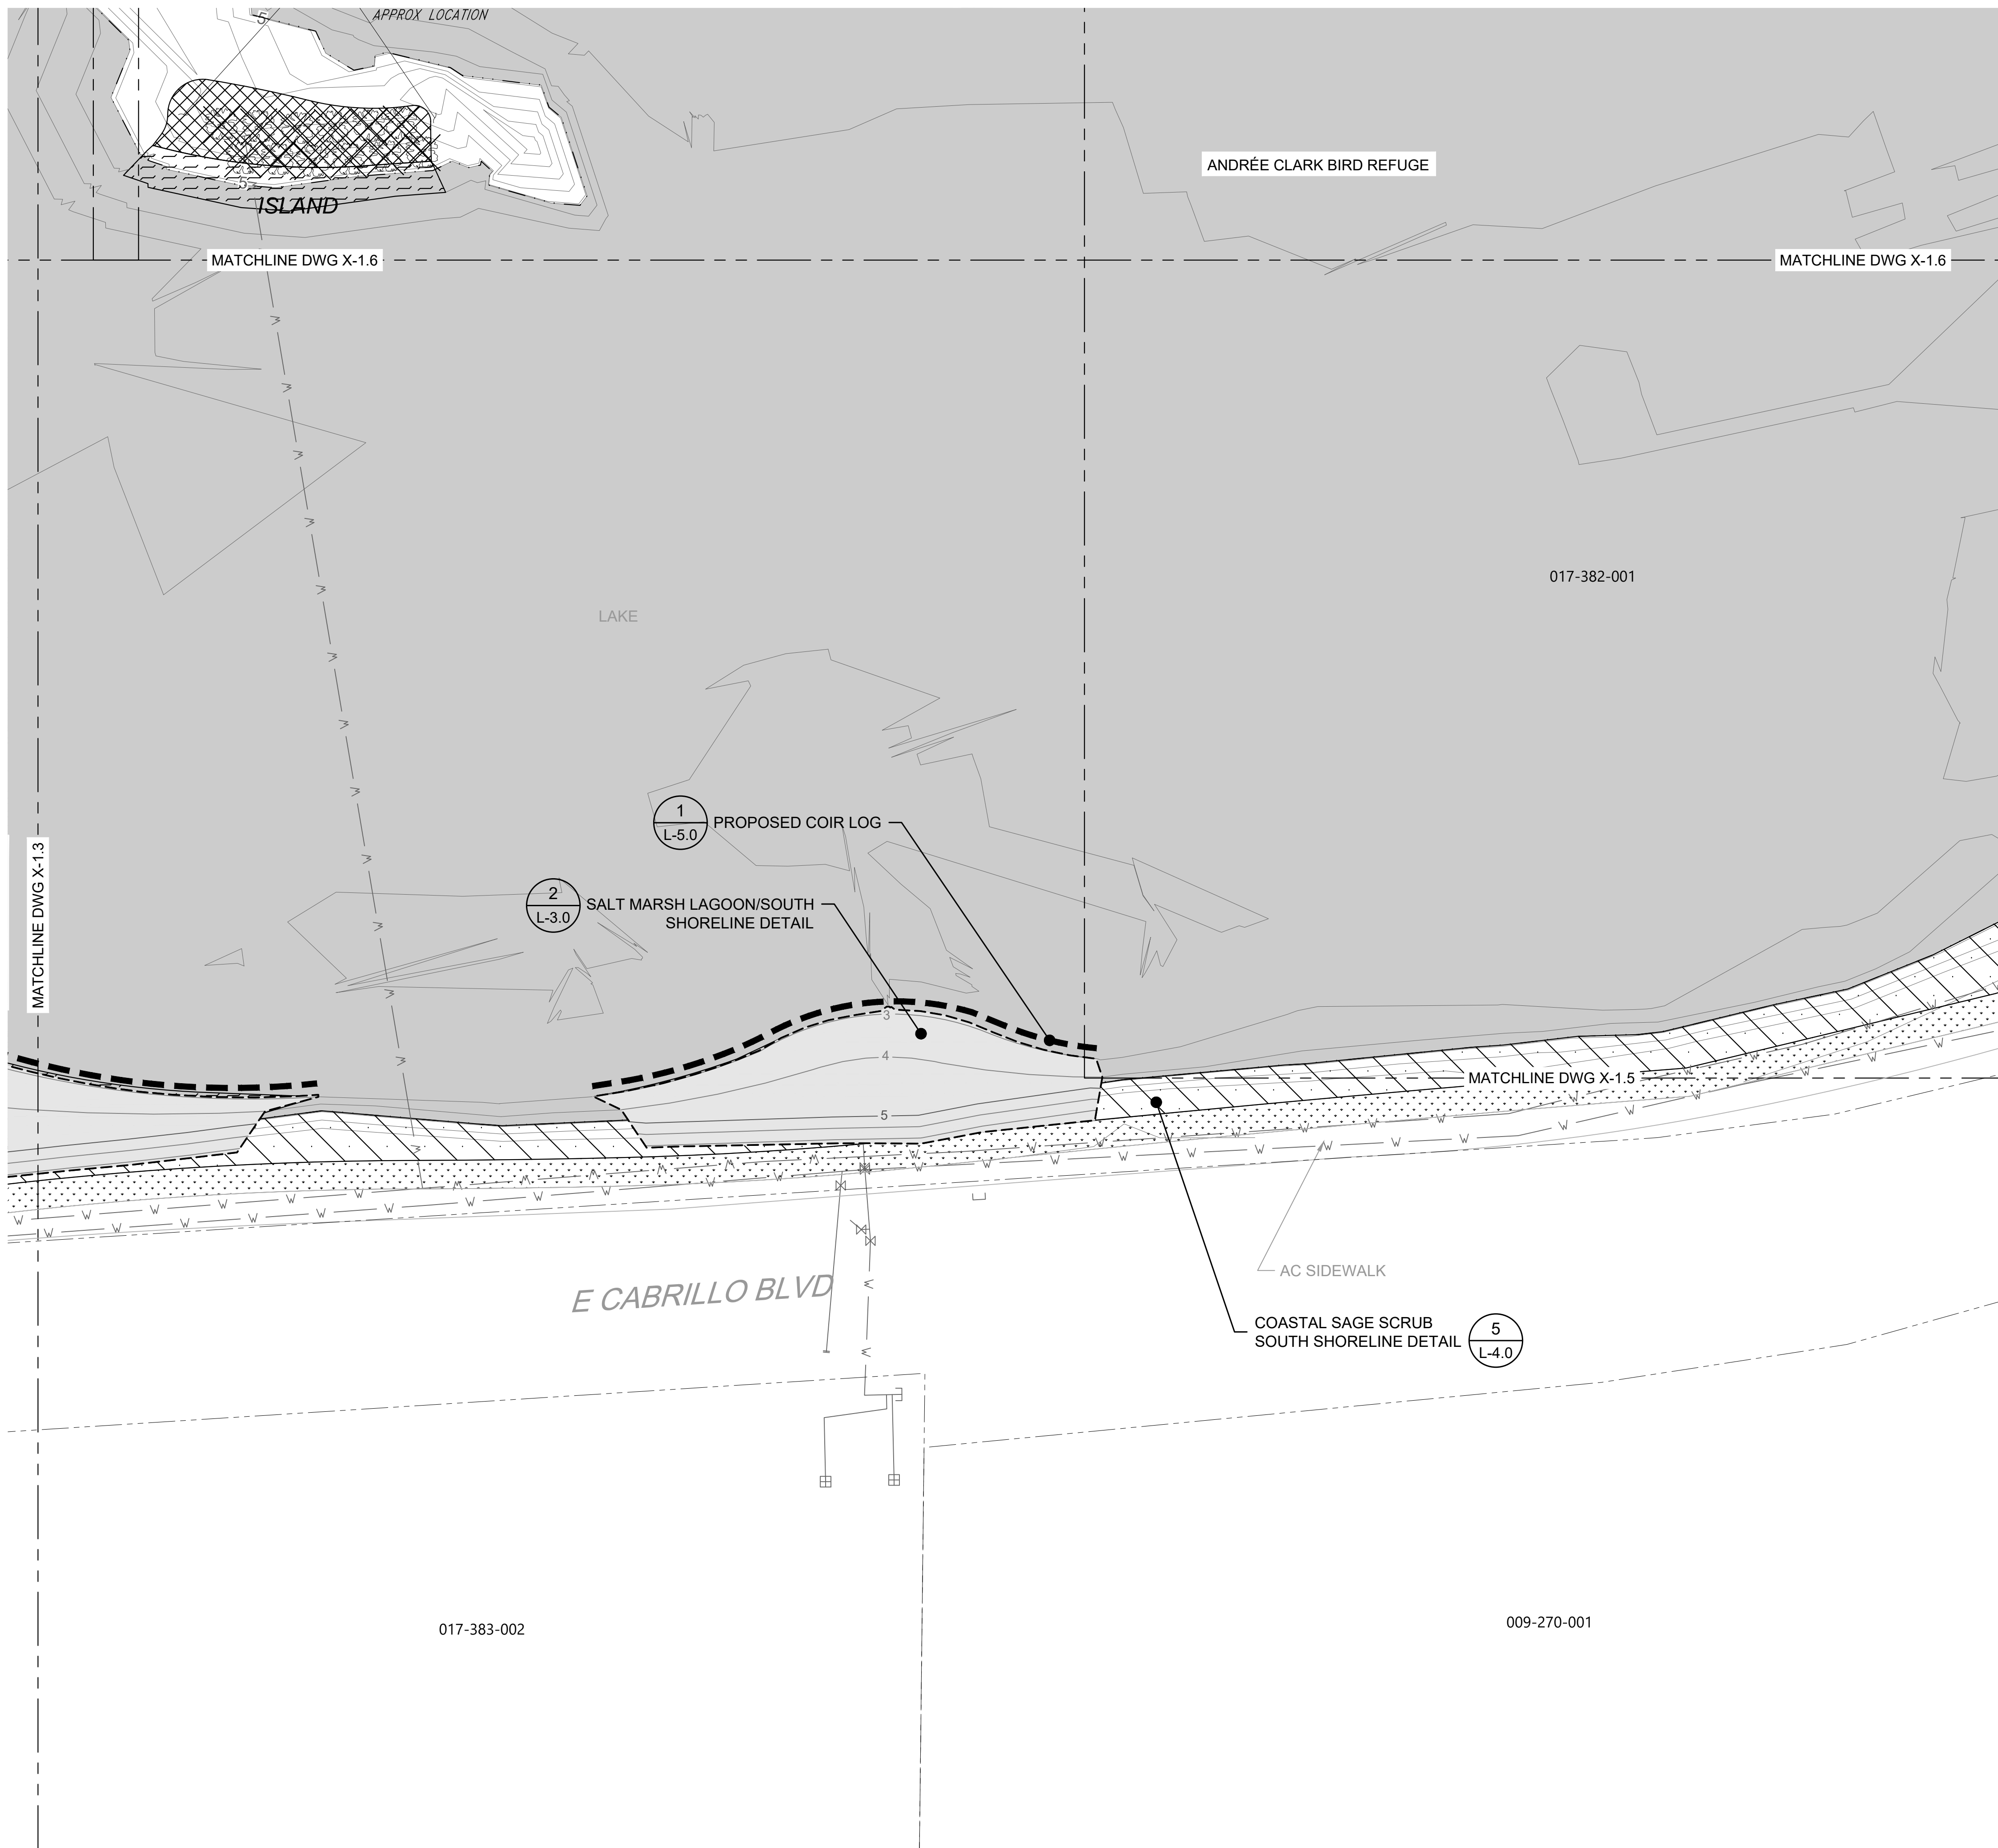 APPROX LOCATION
5
ANDRÉE CLARK BIRD REFUGE
5
ISLAND
MATCHLINE DWG X-1.6
MATCHLINE DWG X-1.6
017-382-001
LAKE
1
L-5.0
PROPOSED COIR LOG
MATCHLINE DWG X-1.3
2
L-3.0
SALT MARSH LAGOON/SOUTH
SHORELINE DETAIL
3
4
5
MATCHLINE DWG X-1.5
E CABRILLO BLVD
AC SIDEWALK
COASTAL SAGE SCRUB
SOUTH SHORELINE DETAIL
5
L-4.0
017-383-002
009-270-001